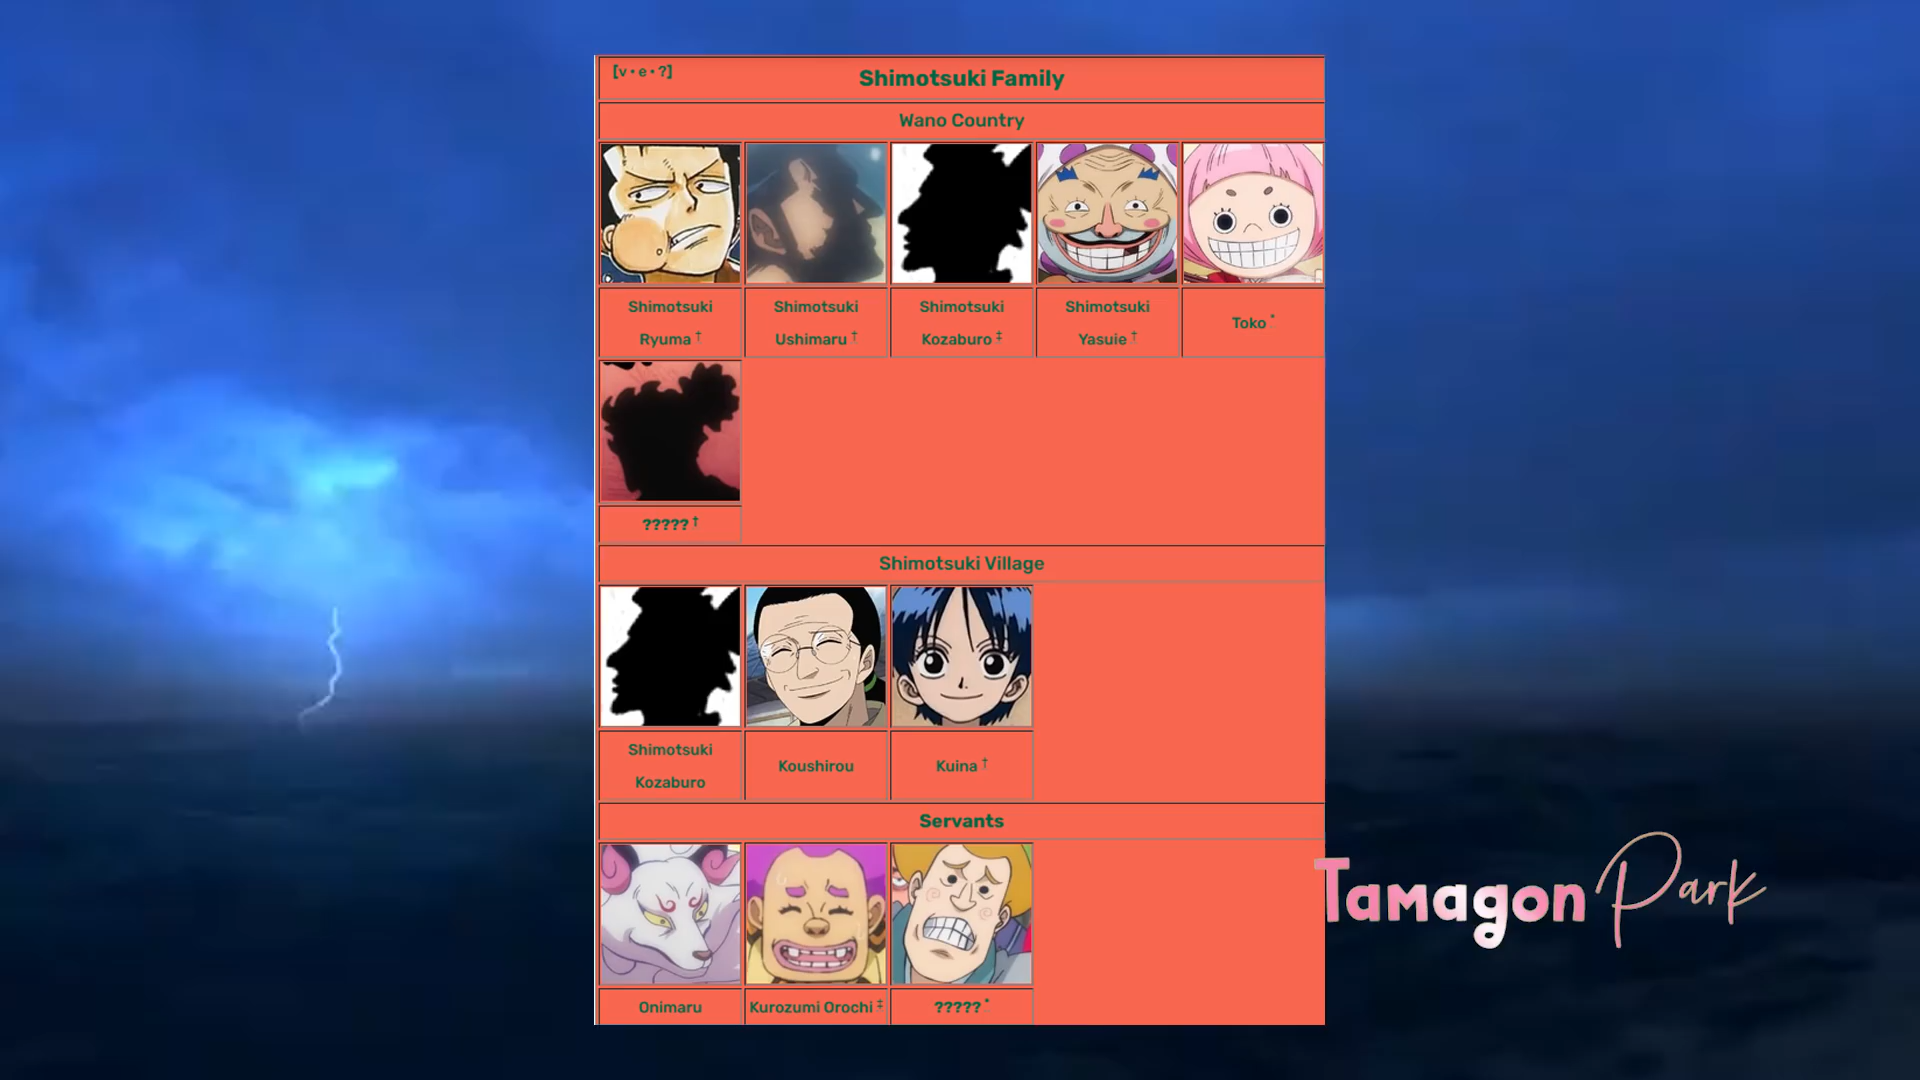 [v • e • ?]
Shimotsuki Family
Wano Country
Shimotsuki
Ryuma †
Shimotsuki
Ushimaru †
Shimotsuki
Kozaburo ‡
Shimotsuki
Yasuie †
Toko *
????? †
Shimotsuki Village
Shimotsuki
Kozaburo
Koushirou
Kuina †
Servants
Onimaru
Kurozumi Orochi ‡
????? *
Tamagon Park